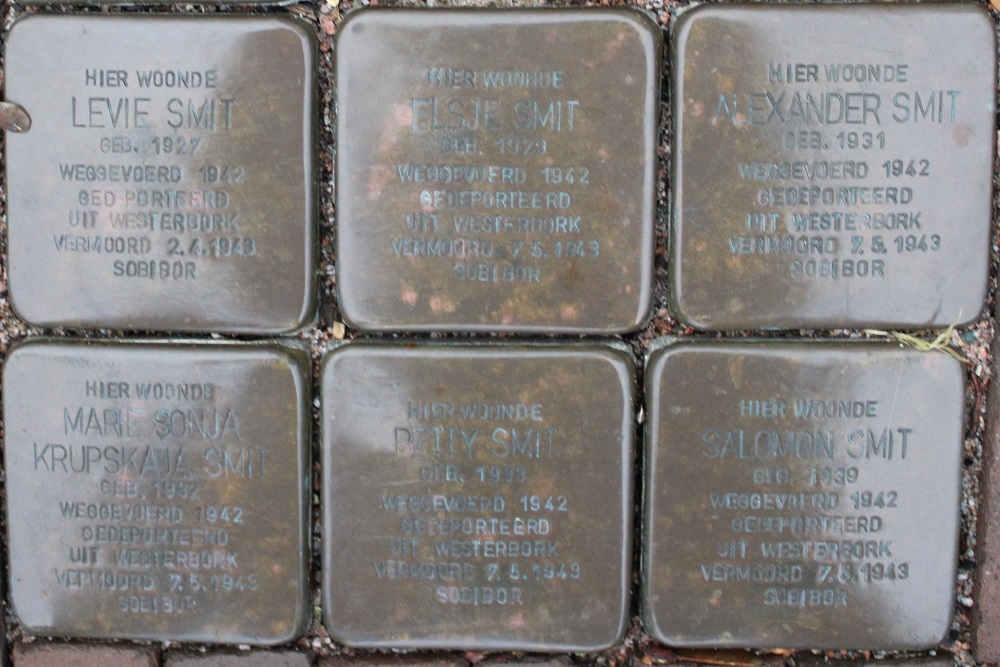 HIER WOONDE
LEVIE SMIT
GEB. 1927
WEGGEVOERD 1942
GEDEPORTEERD
UIT WESTERBORK
VERMOORD 2.4.1943
SOBIBOR
HIER WOONDE
ELSJE SMIT
GEB. 1929
WEGGEVOERD 1942
GEDEPORTEERD
UIT WESTERBORK
VERMOORD 7.5.1943
SOBIBOR
HIER WOONDE
ALEXANDER SMIT
GEB. 1931
WEGGEVOERD 1942
GEDEPORTEERD
UIT WESTERBORK
VERMOORD 7.5.1943
SOBIBOR
HIER WOONDE
MARIE SONJA
KRUPSKAJA SMIT
GEB. 1932
WEGGEVOERD 1942
GEDEPORTEERD
UIT WESTERBORK
VERMOORD 7.5.1943
SOBIBOR
HIER WOONDE
BETTY SMIT
GEB. 1933
WEGGEVOERD 1942
GEDEPORTEERD
UIT WESTERBORK
VERMOORD 7.5.1943
SOBIBOR
HIER WOONDE
SALOMON SMIT
GEB. 1939
WEGGEVOERD 1942
GEDEPORTEERD
UIT WESTERBORK
VERMOORD 7.5.1943
SOBIBOR